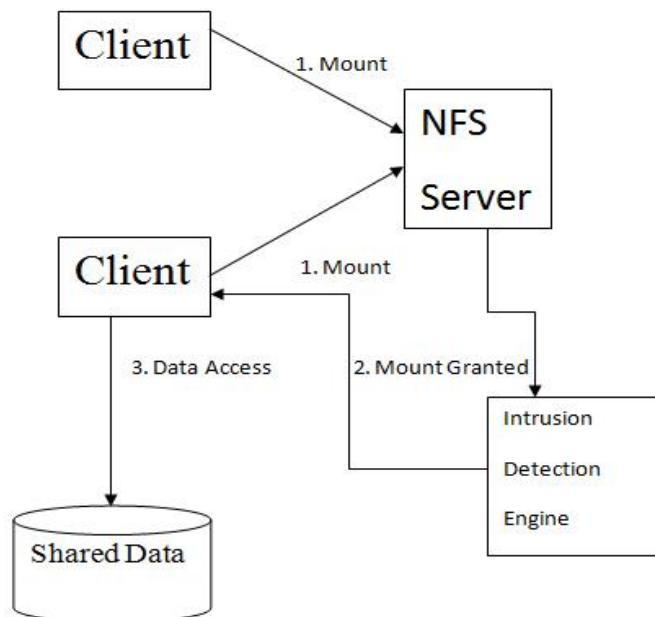 Client
1. Mount
NFS
Server
Client
1. Mount
3. Data Access
2. Mount Granted
Intrusion
Detection
Engine
Shared Data